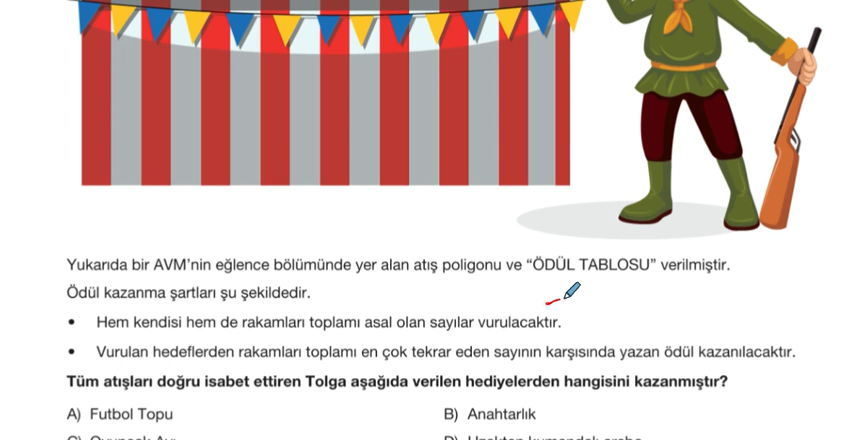 Yukarıda bir AVM'nin eğlence bölümünde yer alan atış poligonu ve “ÖDÜL TABLOSU” verilmiştir.
Ödül kazanma şartları şu şekildedir.
• Hem kendisi hem de rakamları toplamı asal olan sayılar vurulacaktır.
• Vurulan hedeflerden rakamları toplamı en çok tekrar eden sayının karşısında yazan ödül kazanılacaktır.
Tüm atışları doğru isabet ettiren Tolga aşağıda verilen hediyelerden hangisini kazanmıştır?
A) Futbol Topu B) Anahtarlık